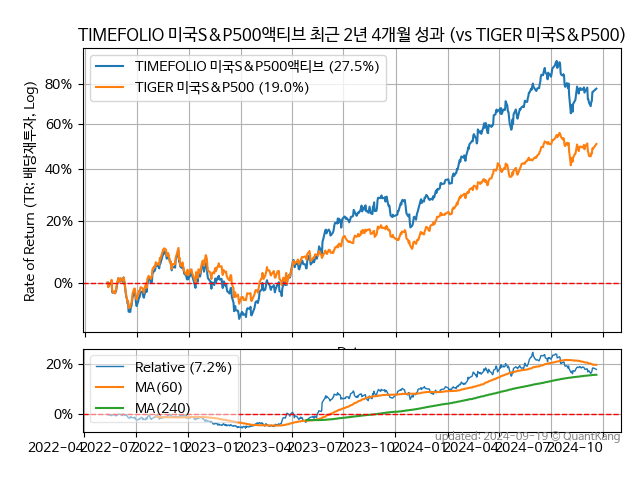 TIMEFOLIO 미국S&P500액티브 최근 2년 4개월 성과 (vs TIGER 미국S&P500)
Rate of Return (TR: 배당재투자, Log)
80%
60%
40%
20%
0%
TIMEFOLIO 미국S&P500액티브 (27.5%)
TIGER 미국S&P500 (19.0%)
20%
0%
Relative (7.2%)
MA(60)
MA(240)
2022-04
2022-07
2022-10
2023-01
2023-04
2023-07
2023-10
2024-01
2024-04
2024-07
2024-10
updated: 2024-09-19 © QuantKang